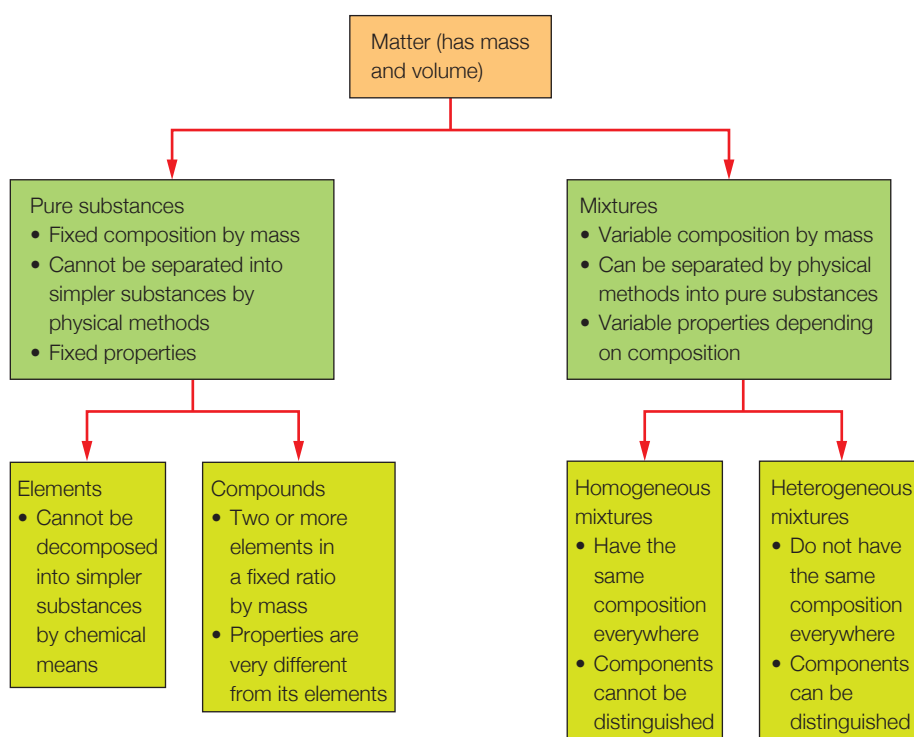 Matter (has mass
and volume)
Pure substances
• Fixed composition by mass
• Cannot be separated into
simpler substances by
physical methods
• Fixed properties
Mixtures
• Variable composition by mass
• Can be separated by physical
methods into pure substances
• Variable properties depending
on composition
Elements
• Cannot be
decomposed
into simpler
substances
by chemical
means
Compounds
• Two or more
elements in
a fixed ratio
by mass
• Properties are
very different
from its elements
Homogeneous
mixtures
• Have the
same
composition
everywhere
• Components
cannot be
distinguished
Heterogeneous
mixtures
• Do not have
the same
composition
everywhere
• Components
can be
distinguished